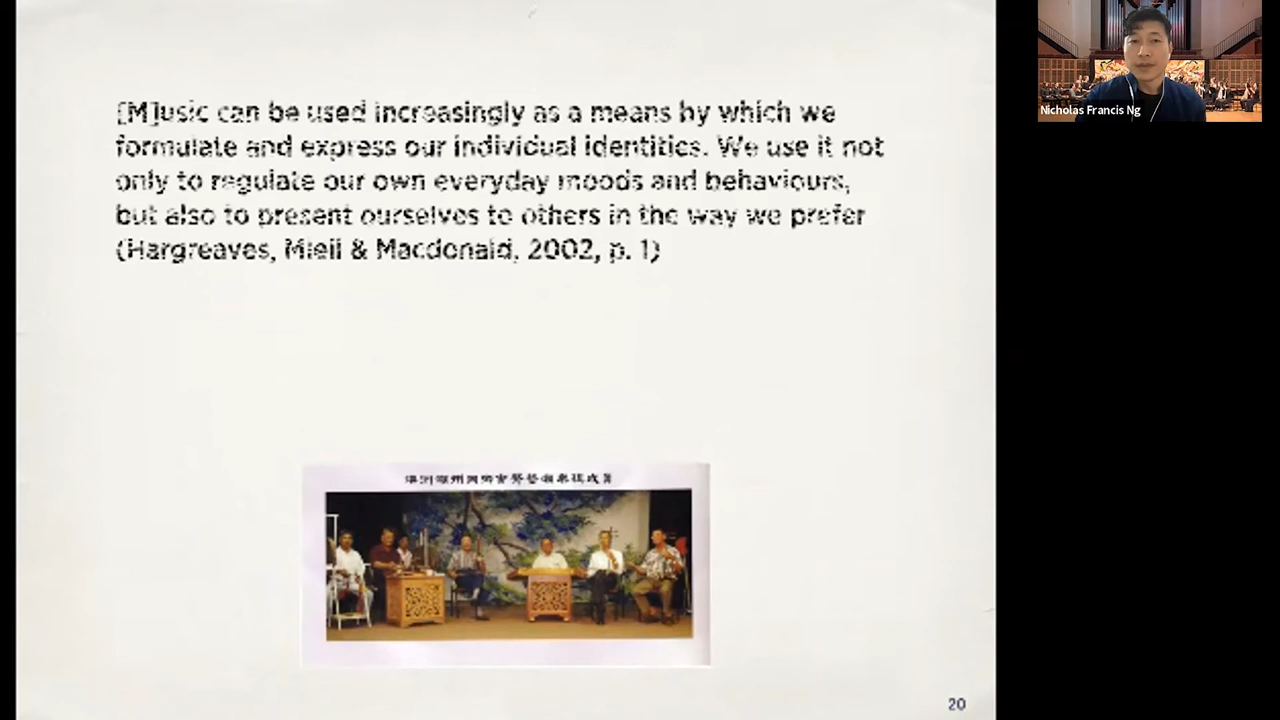 [M]usic can be used increasingly as a means by which we
formulate and express our individual identities. We use it not
only to regulate our own everyday moods and behaviours,
but also to present ourselves to others in the way we prefer
(Hargreaves, Mieli & Macdonald, 2002, p. 1)
Nicholas Francis Ng
20